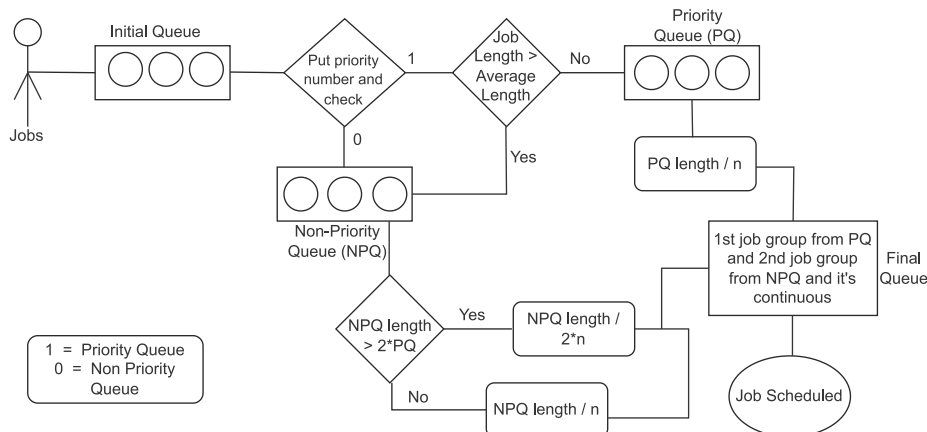 Initial Queue
Jobs
Put priority
number and
check
1
0
Job
Length >
Average
Length
No
Yes
Priority
Queue (PQ)
PQ length / n
Non-Priority
Queue (NPQ)
NPQ length
> 2*PQ
Yes
NPQ length /
2*n
No
NPQ length / n
1st job group from PQ
and 2nd job group
from NPQ and it's
continuous
Final
Queue
Job Scheduled
1 = Priority Queue
0 = Non Priority
Queue